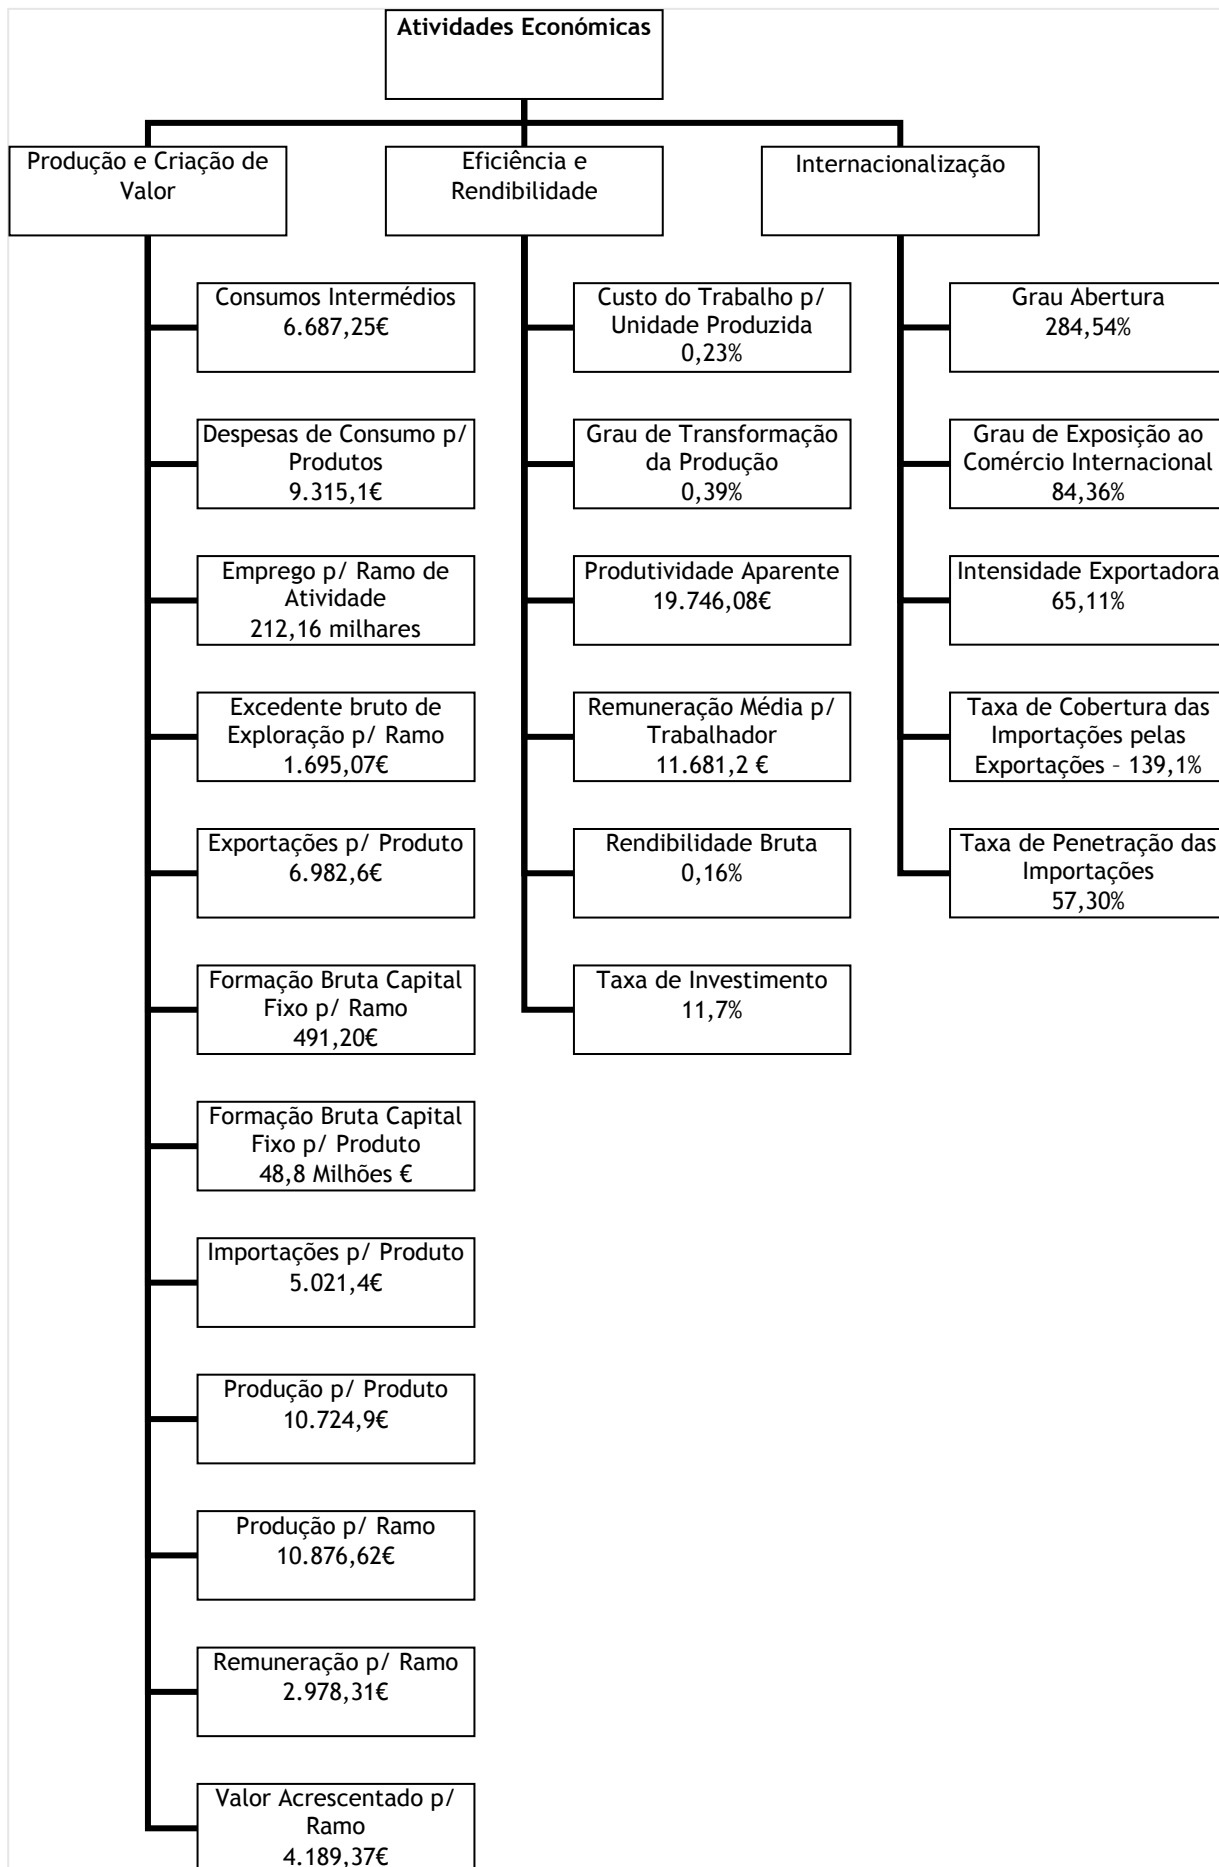 Atividades Económicas
Produção e Criação de
Valor
Eficiência e
Rendibilidade
Internacionalização
Consumos Intermédios
6.687,25€
Despesas de Consumo p/
Produtos
9.315,1€
Emprego p/ Ramo de
Atividade
212,16 milhares
Excedente bruto de
Exploração p/ Ramo
1.695,07€
Exportações p/ Produto
6.982,6€
Formação Bruta Capital
Fixo p/ Ramo
491,20€
Formação Bruta Capital
Fixo p/ Produto
48,8 Milhões €
Importações p/ Produto
5.021,4€
Produção p/ Produto
10.724,9€
Produção p/ Ramo
10.876,62€
Remuneração p/ Ramo
2.978,31€
Valor Acrescentado p/
Ramo
4.189,37€
Custo do Trabalho p/
Unidade Produzida
0,23%
Grau de Transformação
da Produção
0,39%
Produtividade Aparente
19.746,08€
Remuneração Média p/
Trabalhador
11.681,2 €
Rendibilidade Bruta
0,16%
Taxa de Investimento
11,7%
Grau Abertura
284,54%
Grau de Exposição ao
Comércio Internacional
84,36%
Intensidade Exportadora
65,11%
Taxa de Cobertura das
Importações pelas
Exportações – 139,1%
Taxa de Penetração das
Importações
57,30%